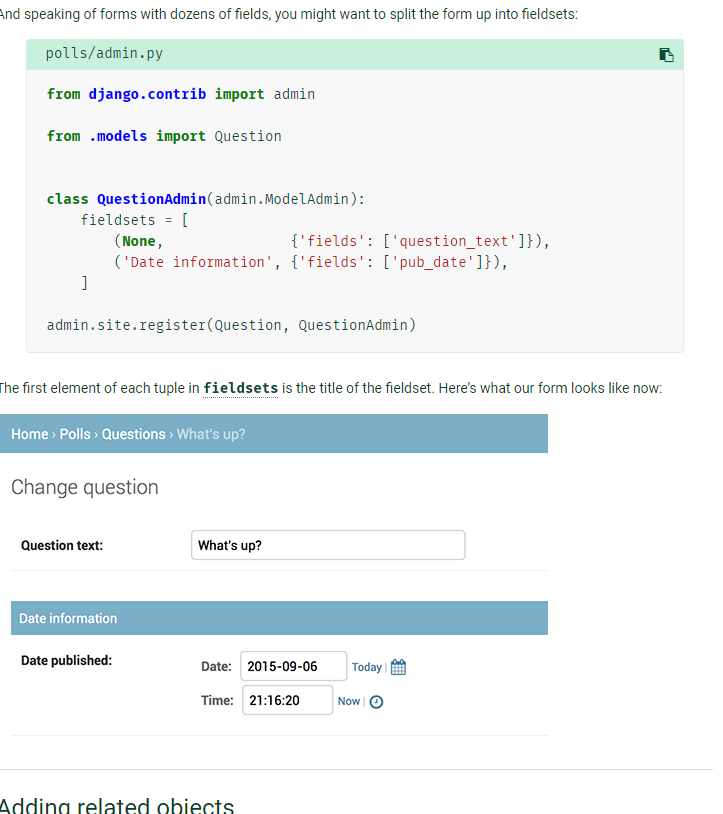 And speaking of forms with dozens of fields, you might want to split the form up into fieldsets:
polls/admin.py
from django.contrib import admin
from .models import Question
class QuestionAdmin(admin.ModelAdmin):
    fieldsets = [
        (None,               {'fields': ['question_text']}),
        ('Date information', {'fields': ['pub_date']}),
    ]
admin.site.register(Question, QuestionAdmin)
The first element of each tuple in fieldsets is the title of the fieldset. Here's what our form looks like now:
Home › Polls › Questions › What's up?
Change question
Question text: What's up?
Date information
Date published: Date: 2015-09-06 Today |
Time: 21:16:20 Now |
Adding related objects